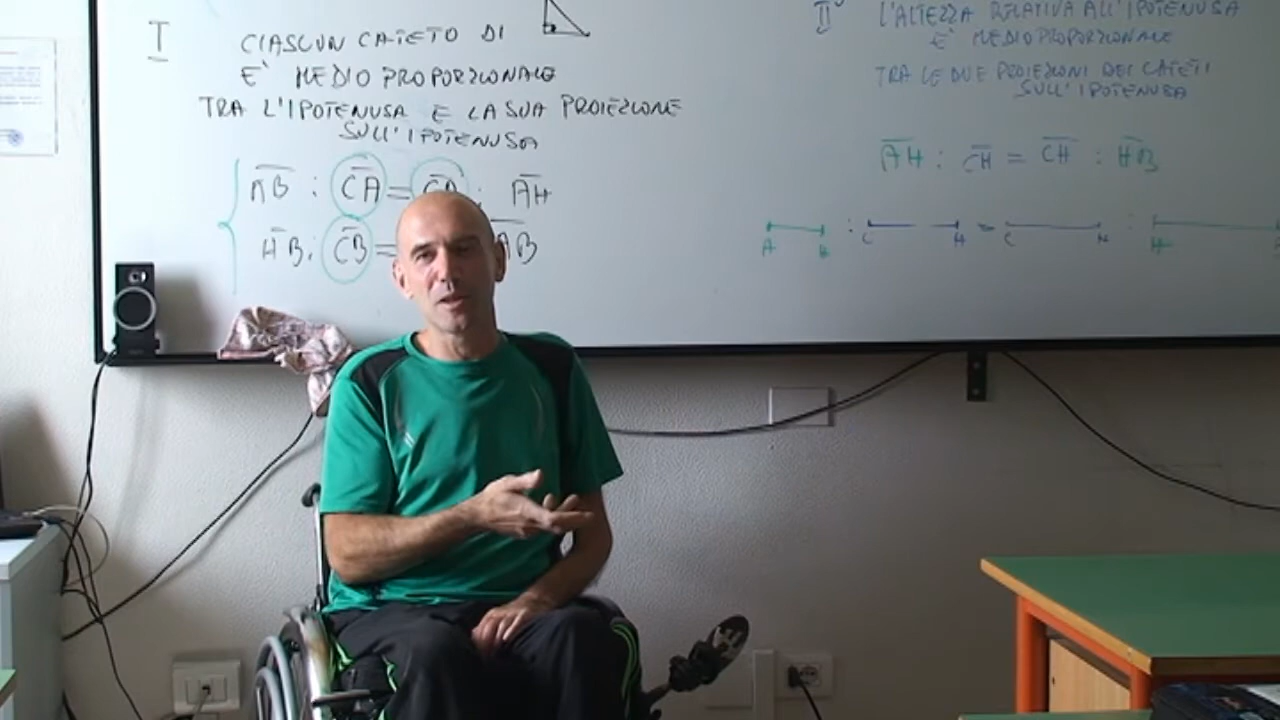 I
CIASCUN CATETO DI
E' MEDIO PROPORZIONALE
TRA L'IPOTENUSA E LA SUA PROIEZIONE
SULL'IPOTENUSA
AB : CA = CA : AH
HB : CB = AB
II°
L'ALTEZZA RELATIVA ALL'IPOTENUSA
E' MEDIO PROPORZIONALE
TRA LE DUE PROIEZIONI DEI CATETI
SULL'IPOTENUSA
AH : CH = CH : HB
A B : C H = C H : H